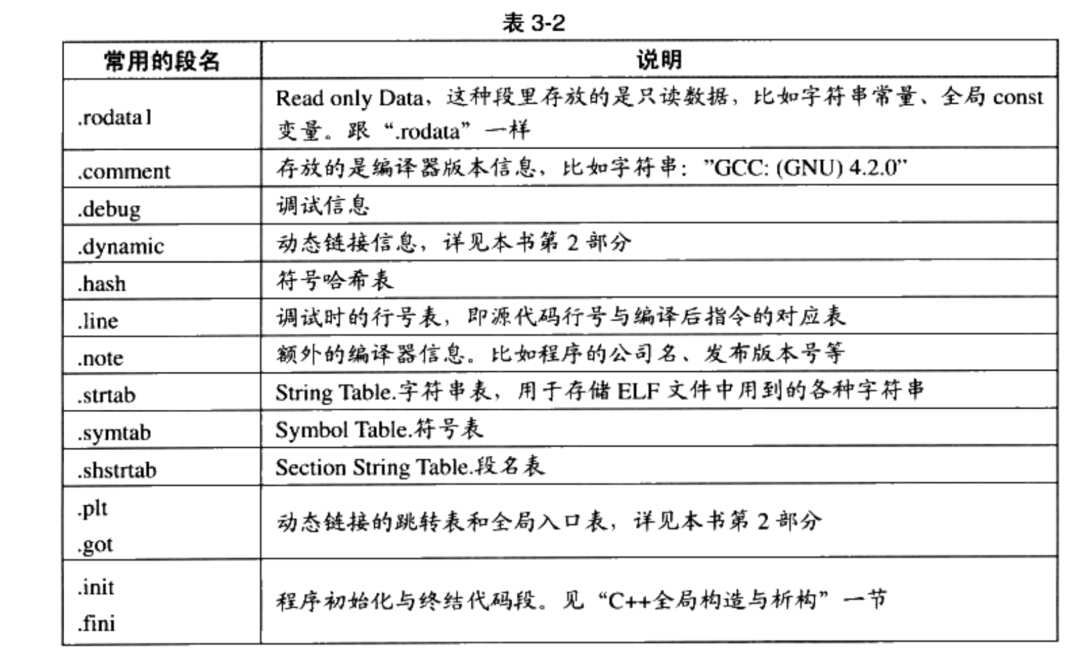 表 3-2
常用的段名 说明
.rodata1 Read only Data，这种段里存放的是只读数据，比如字符串常量、全局 const
变量。跟“.rodata”一样
.comment 存放的是编译器版本信息，比如字符串：”GCC: (GNU) 4.2.0”
.debug 调试信息
.dynamic 动态链接信息，详见本书第 2 部分
.hash 符号哈希表
.line 调试时的行号表，即源代码行号与编译后指令的对应表
.note 额外的编译器信息。比如程序的公司名、发布版本号等
.strtab String Table.字符串表，用于存储 ELF 文件中用到的各种字符串
.symtab Symbol Table.符号表
.shstrtab Section String Table.段名表
.plt
.got
动态链接的跳转表和全局入口表，详见本书第 2 部分
.init
.fini
程序初始化与终结代码段。见“C++全局构造与析构”一节